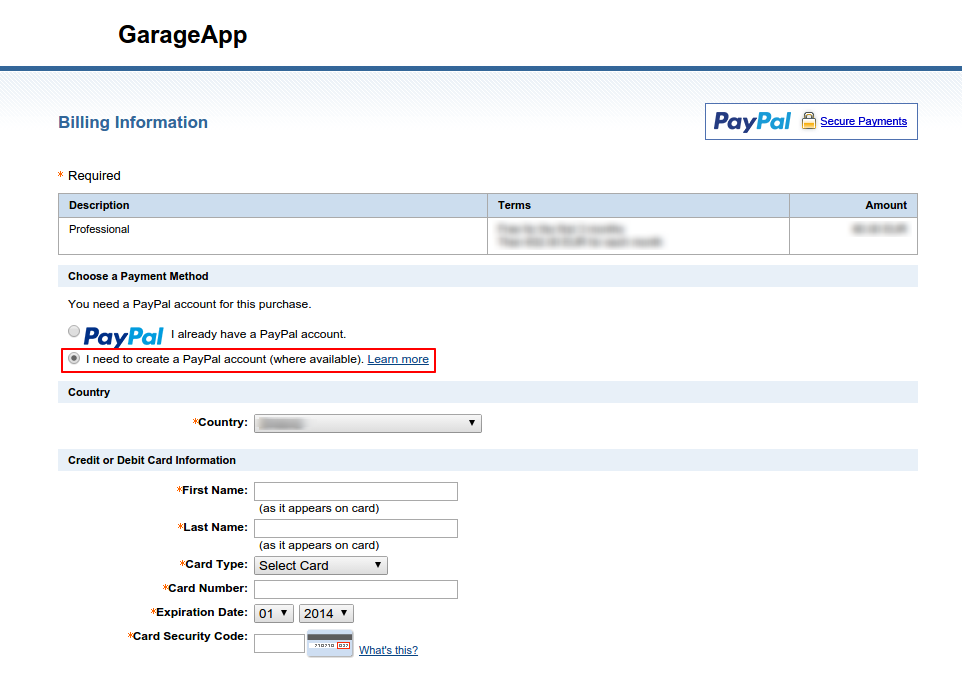 GarageApp
Billing Information
PayPal Secure Payments
* Required
Description Terms Amount
Professional
Choose a Payment Method
You need a PayPal account for this purchase.
PayPal I already have a PayPal account.
I need to create a PayPal account (where available). Learn more
Country
*Country:
Credit or Debit Card Information
*First Name:
(as it appears on card)
*Last Name:
(as it appears on card)
*Card Type: Select Card
*Card Number:
*Expiration Date: 01 2014
*Card Security Code: What's this?